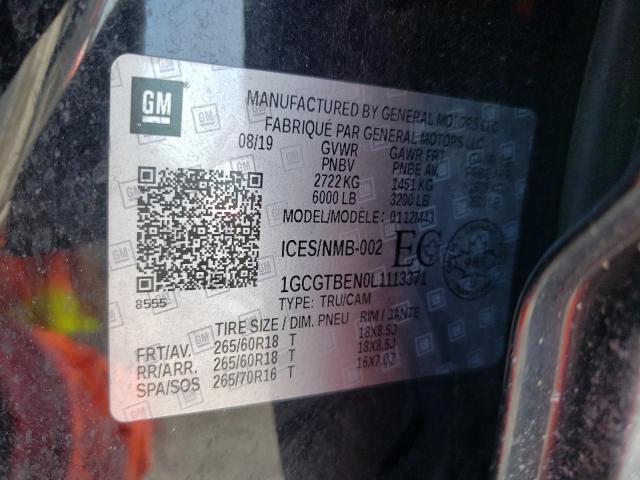 GM
MANUFACTURED BY GENERAL MOTORS LLC
FABRIQUÉ PAR GENERAL MOTORS LLC
08/19 GVWR GAWR FRT
PNBV PNBE AV.
2722 KG 1451 KG
6000 LB 3200 LB
MODEL/MODÈLE: 0112M43
ICES/NMB-002 EC
1GCGTBEN0L1113371
8555
TYPE: TRU/CAM
TIRE SIZE / DIM. PNEU RIM / JANTE
FRT/AV. 265/60R18 T 18X8.5J
RR/ARR. 265/60R18 T 18X8.5J
SPA/SOS 265/70R16 T 16X7.0J